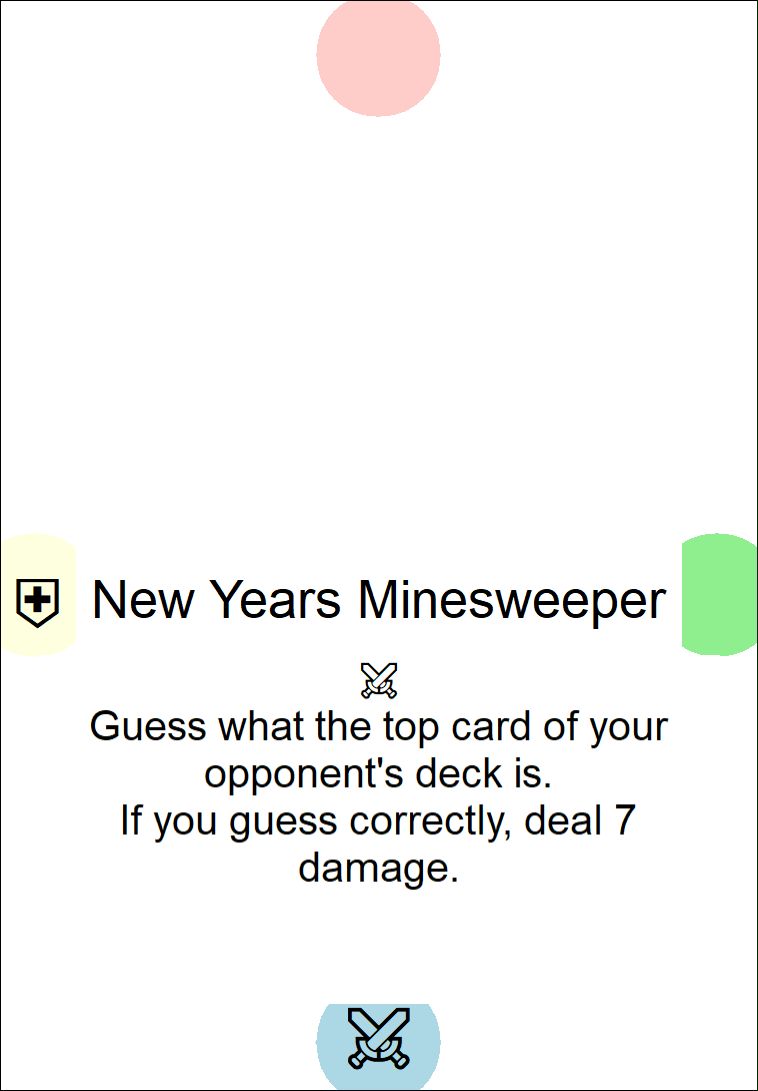 New Years Minesweeper
Guess what the top card of your
opponent's deck is.
If you guess correctly, deal 7
damage.